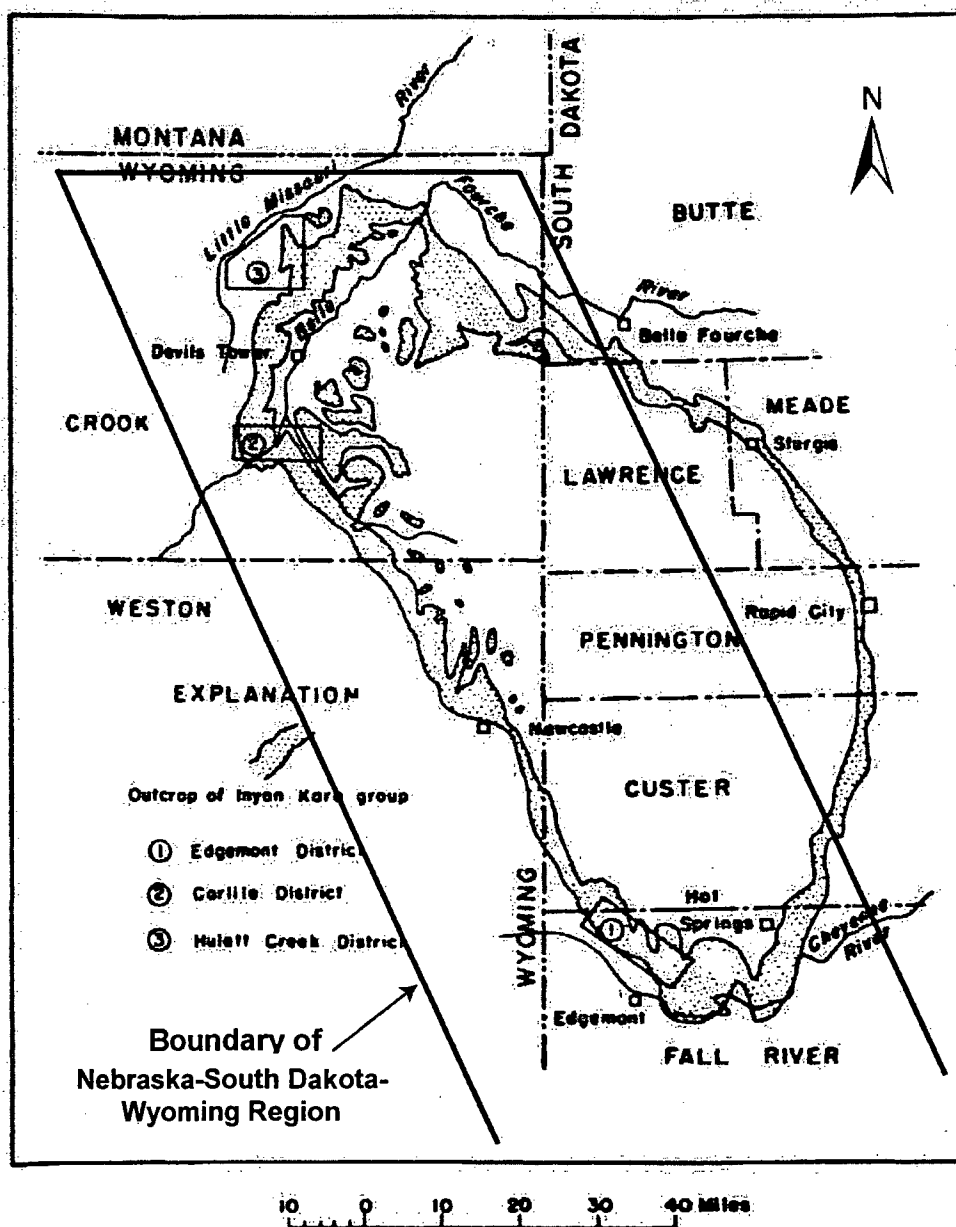 N
MONTANA
WYOMING
SOUTH DAKOTA
River
Little Missouri
Fourche
BUTTE
③
River
Belle
Belle Fourche
Devils Tower
MEADE
CROOK
②
Sturgis
LAWRENCE
WESTON
Rapid City
PENNINGTON
EXPLANATION
Newcastle
CUSTER
Outcrop of Inyan Kara group
① Edgemont District
② Carlile District
③ Hulett Creek District
WYOMING
Hot
Springs
①
Cheyenne
River
Edgemont
FALL RIVER
Boundary of
Nebraska-South Dakota-
Wyoming Region
10 0 10 20 30 40 Miles